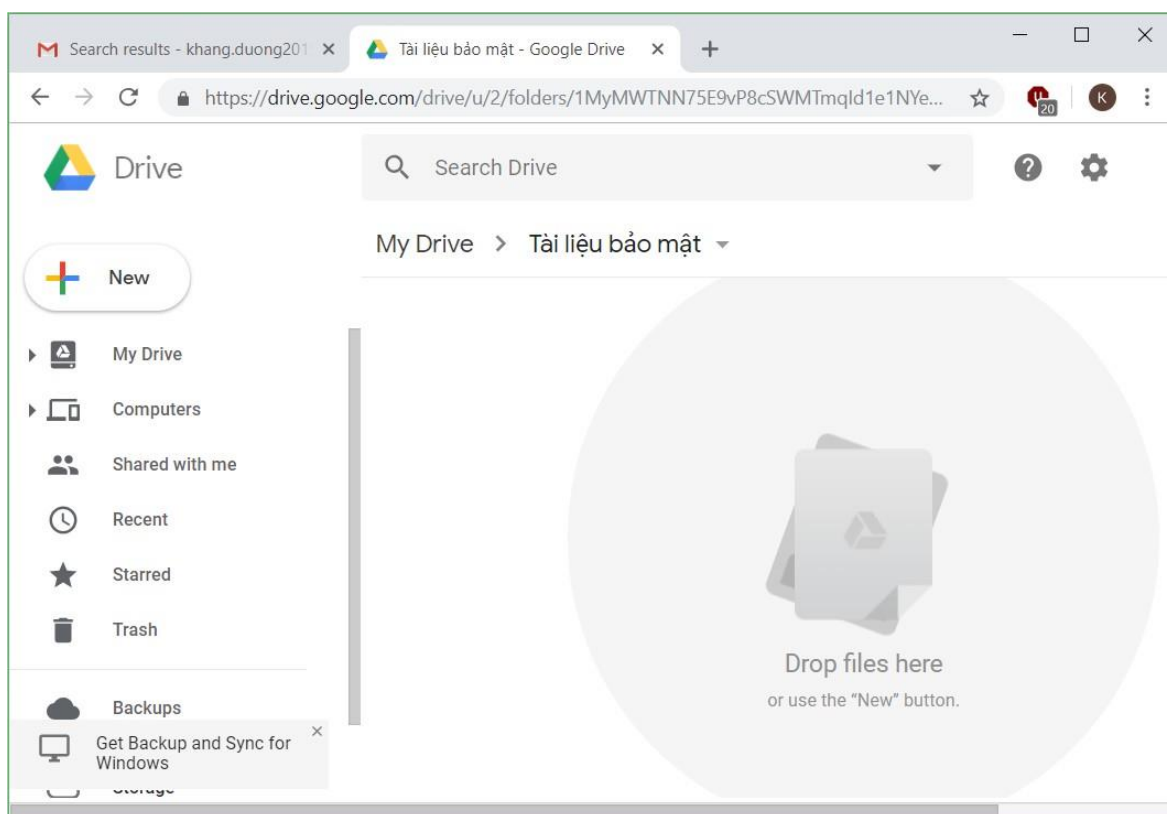 Search results - khang.duong201
Tài liệu bảo mật - Google Drive
https://drive.google.com/drive/u/2/folders/1MyMWTNN75E9vP8cSWMTmqId1e1NYe...
20
K
Drive
Search Drive
My Drive > Tài liệu bảo mật
New
My Drive
Computers
Shared with me
Recent
Starred
Trash
Backups
Get Backup and Sync for
Windows
Storage
Drop files here
or use the "New" button.